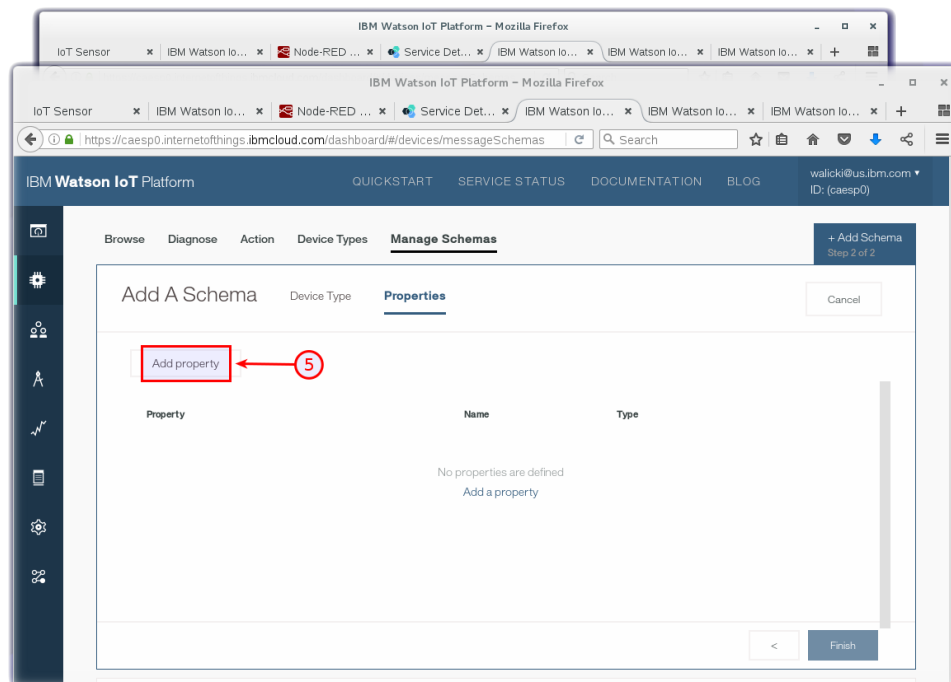 IBM Watson IoT Platform – Mozilla Firefox
IoT Sensor × IBM Watson Io... × Node-RED ... × Service Det... × IBM Watson Io... × IBM Watson Io... × IBM Watson Io... × +
IBM Watson IoT Platform – Mozilla Firefox
IoT Sensor × IBM Watson Io... × Node-RED ... × Service Det... × IBM Watson Io... × IBM Watson Io... × IBM Watson Io... × +
https://caesp0.internetofthings.ibmcloud.com/dashboard/#/devices/messageSchemas Search
IBM Watson IoT Platform QUICKSTART SERVICE STATUS DOCUMENTATION BLOG walicki@us.ibm.com
ID: (caesp0)
Browse Diagnose Action Device Types Manage Schemas + Add Schema
Step 2 of 2
Add A Schema Device Type Properties Cancel
Add property 5
Property Name Type
No properties are defined
Add a property
< Finish